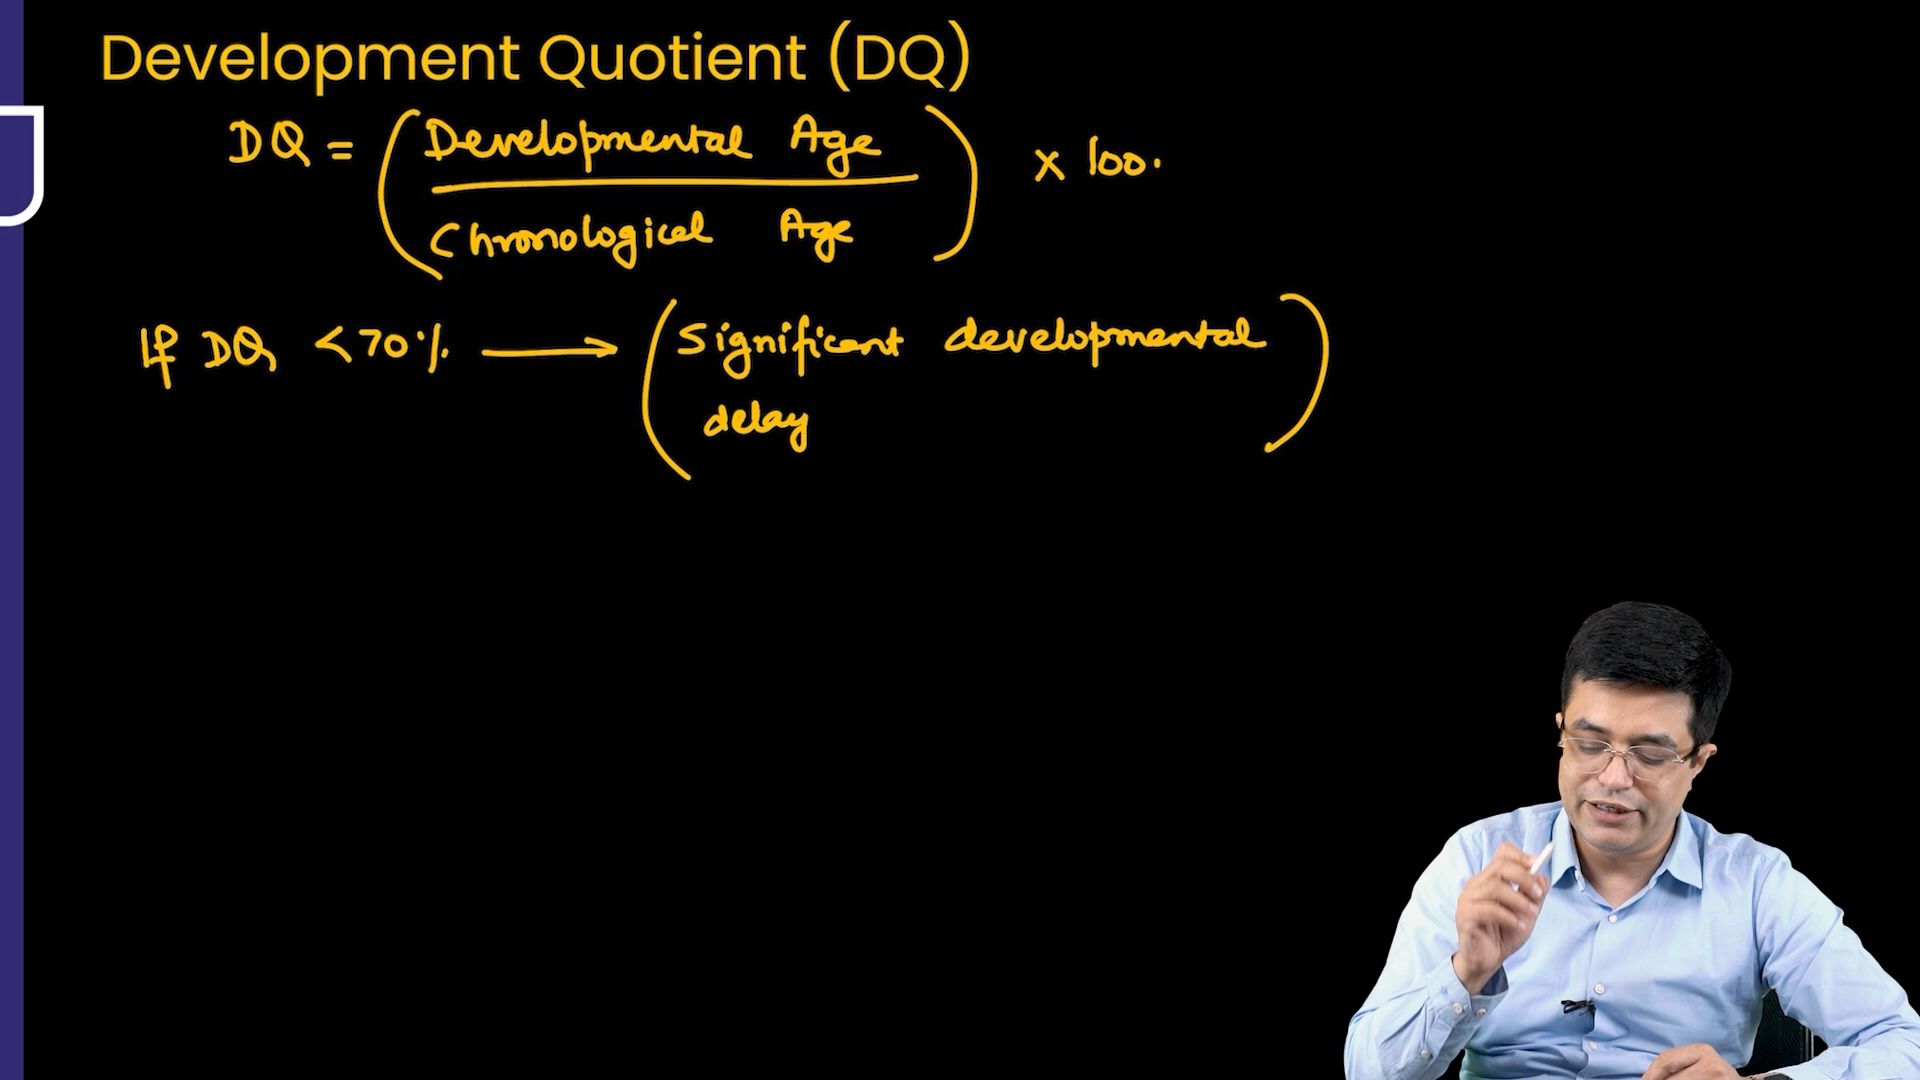 Development Quotient (DQ)
DQ = (Developmental Age / Chronological Age) x 100.
If DQ <70% → (Significant developmental
delay)